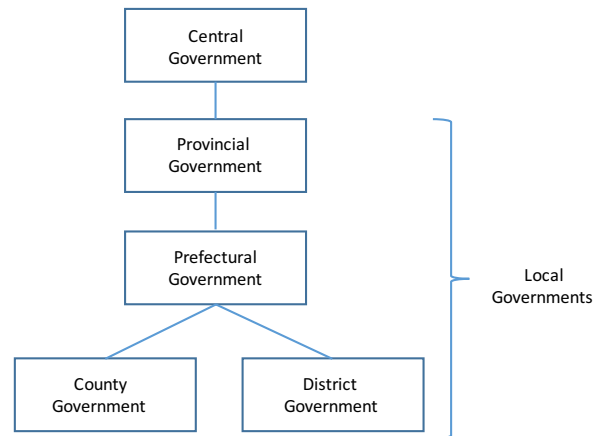 Central
Government
Provincial
Government
Prefectural
Government
Local
Governments
County
Government
District
Government